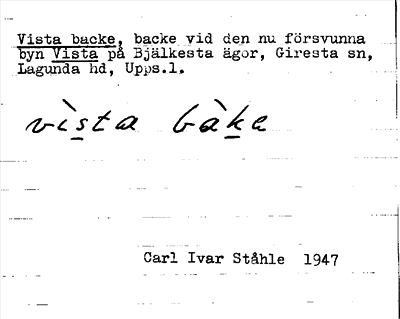 Vista backe, backe vid den nu försvunna
byn Vista på Bjälkesta ägor, Giresta sn,
Lagunda hd, Upps.l.
vìsta bàke
Carl Ivar Ståhle 1947